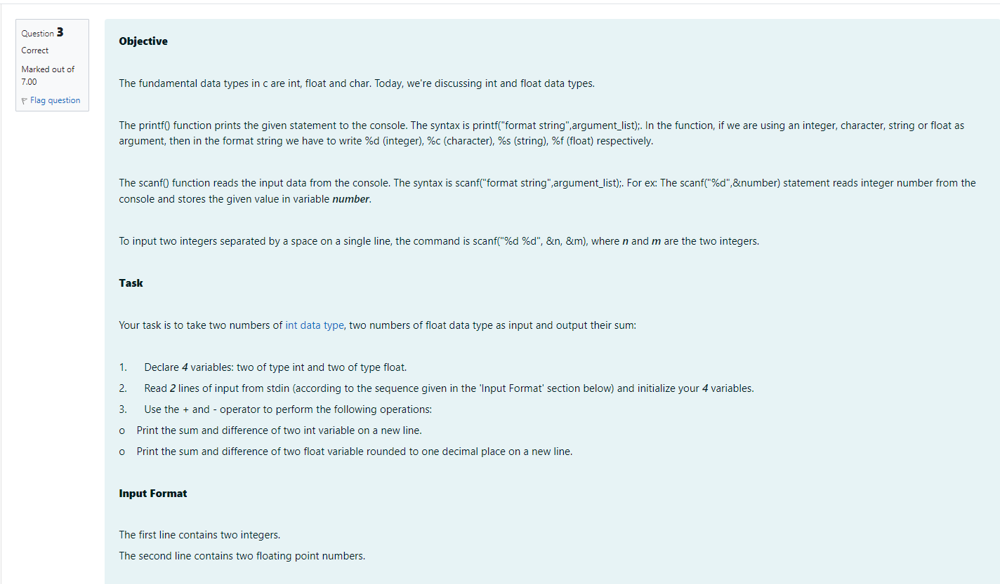 Question 3
Correct
Marked out of
7.00
Flag question
Objective
The fundamental data types in c are int, float and char. Today, we're discussing int and float data types.
The printf() function prints the given statement to the console. The syntax is printf("format string",argument_list);. In the function, if we are using an integer, character, string or float as
argument, then in the format string we have to write %d (integer), %c (character), %s (string), %f (float) respectively.
The scanf() function reads the input data from the console. The syntax is scanf("format string",argument_list);. For ex: The scanf("%d",&number) statement reads integer number from the
console and stores the given value in variable number.
To input two integers separated by a space on a single line, the command is scanf("%d %d", &n, &m), where n and m are the two integers.
Task
Your task is to take two numbers of int data type, two numbers of float data type as input and output their sum:
1. Declare 4 variables: two of type int and two of type float.
2. Read 2 lines of input from stdin (according to the sequence given in the 'Input Format' section below) and initialize your 4 variables.
3. Use the + and - operator to perform the following operations:
o Print the sum and difference of two int variable on a new line.
o Print the sum and difference of two float variable rounded to one decimal place on a new line.
Input Format
The first line contains two integers.
The second line contains two floating point numbers.